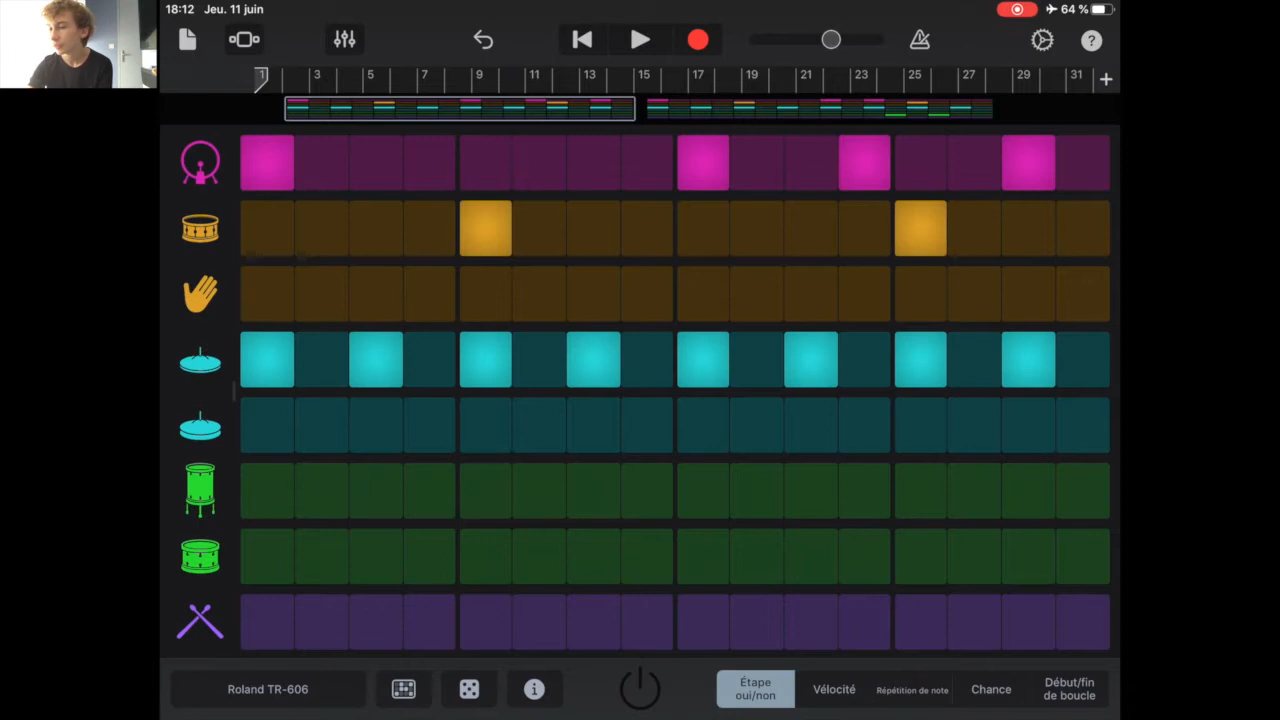 18:12 Jeu. 11 juin
64 %
1 3 5 7 9 11 13 15 17 19 21 23 25 27 29 31 +
?
Roland TR-606
i
Étape
oui/non
Vélocité
Répétition de note
Chance
Début/fin
de boucle